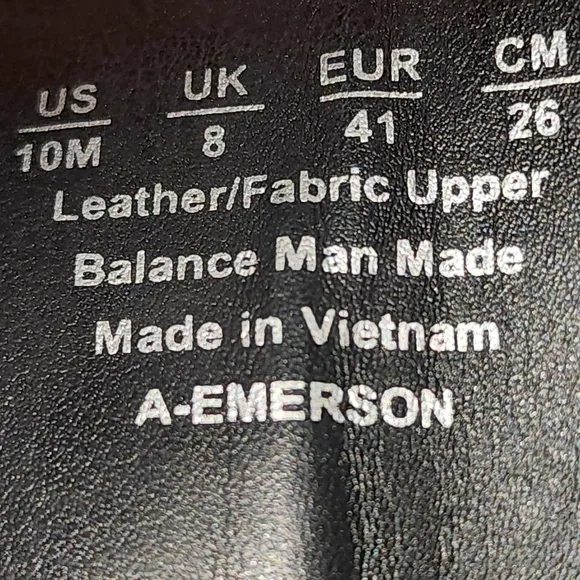 US UK EUR CM
10M 8 41 26
Leather/Fabric Upper
Balance Man Made
Made in Vietnam
A-EMERSON